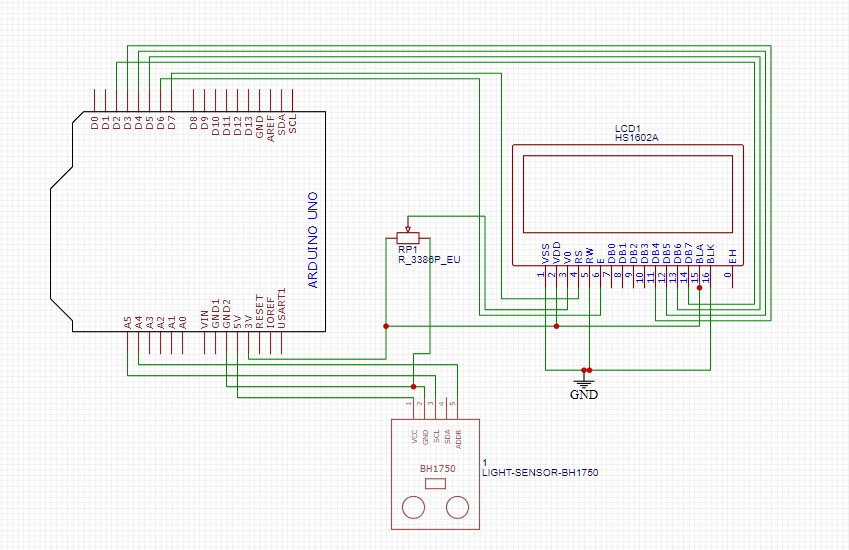 LCD1
HS1602A
D0 D1 D2 D3 D4 D5 D6 D7 D8 D9 D10 D11 D12 D13 GND AREF SDA SCL
ARDUINO UNO
RP1
R_3386P_EU
VSS VDD V0 RS RW E DB0 DB1 DB2 DB3 DB4 DB5 DB6 DB7 BLA BLK EH
1 2 3 4 5 6 7 8 9 10 11 12 13 14 15 16 0
A5 A4 A3 A2 A1 A0 VIN GND1 GND2 5V 3V RESET IOREF USART1
GND
1 2 3 4 5
VCC GND SCL SDA ADDR
BH1750
1
LIGHT-SENSOR-BH1750